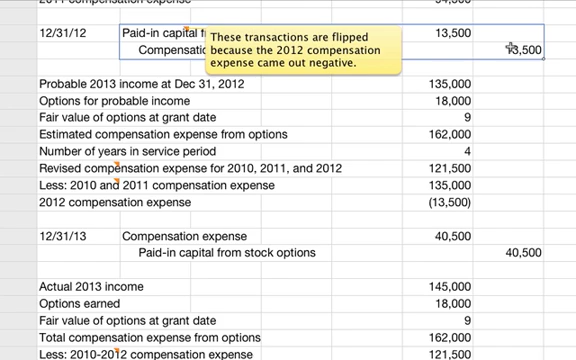 2011 compensation expense 54,500
12/31/12 Paid-in capital f 13,500
Compensatio 13,500
These transactions are flipped
because the 2012 compensation
expense came out negative.
Probable 2013 income at Dec 31, 2012 135,000
Options for probable income 18,000
Fair value of options at grant date 9
Estimated compensation expense from options 162,000
Number of years in service period 4
Revised compensation expense for 2010, 2011, and 2012 121,500
Less: 2010 and 2011 compensation expense 135,000
2012 compensation expense (13,500)
12/31/13 Compensation expense 40,500
Paid-in capital from stock options 40,500
Actual 2013 income 145,000
Options earned 18,000
Fair value of options at grant date 9
Total compensation expense from options 162,000
Less: 2010-2012 compensation expense 121,500